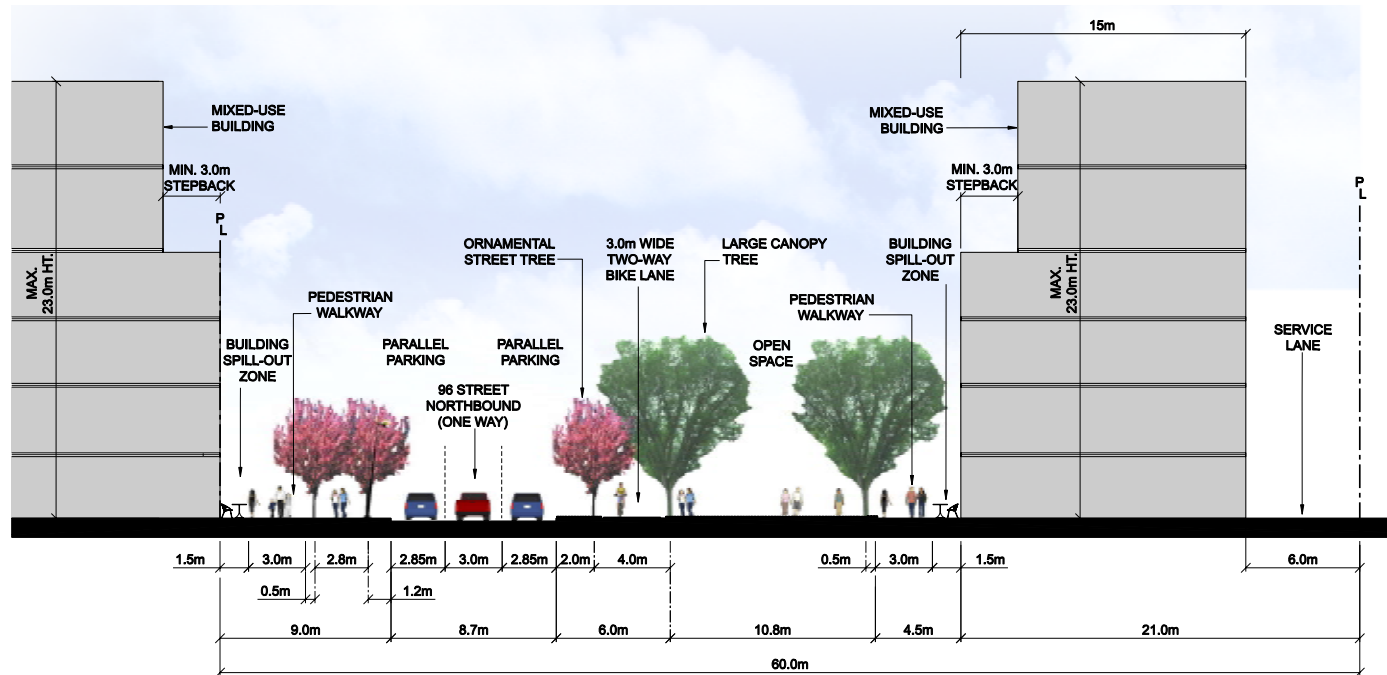 15m
MIXED-USE
BUILDING
MIXED-USE
BUILDING
MIN. 3.0m
STEPBACK
MIN. 3.0m
STEPBACK
P
L
P
L
MAX.
23.0m HT.
MAX.
23.0m HT.
ORNAMENTAL
STREET TREE
3.0m WIDE
TWO-WAY
BIKE LANE
LARGE CANOPY
TREE
BUILDING
SPILL-OUT
ZONE
PEDESTRIAN
WALKWAY
PEDESTRIAN
WALKWAY
BUILDING
SPILL-OUT
ZONE
PARALLEL
PARKING
PARALLEL
PARKING
OPEN
SPACE
SERVICE
LANE
96 STREET
NORTHBOUND
(ONE WAY)
1.5m
3.0m
2.8m
2.85m
3.0m
2.85m
2.0m
4.0m
0.5m
3.0m
1.5m
6.0m
0.5m
1.2m
9.0m
8.7m
6.0m
10.8m
4.5m
21.0m
60.0m